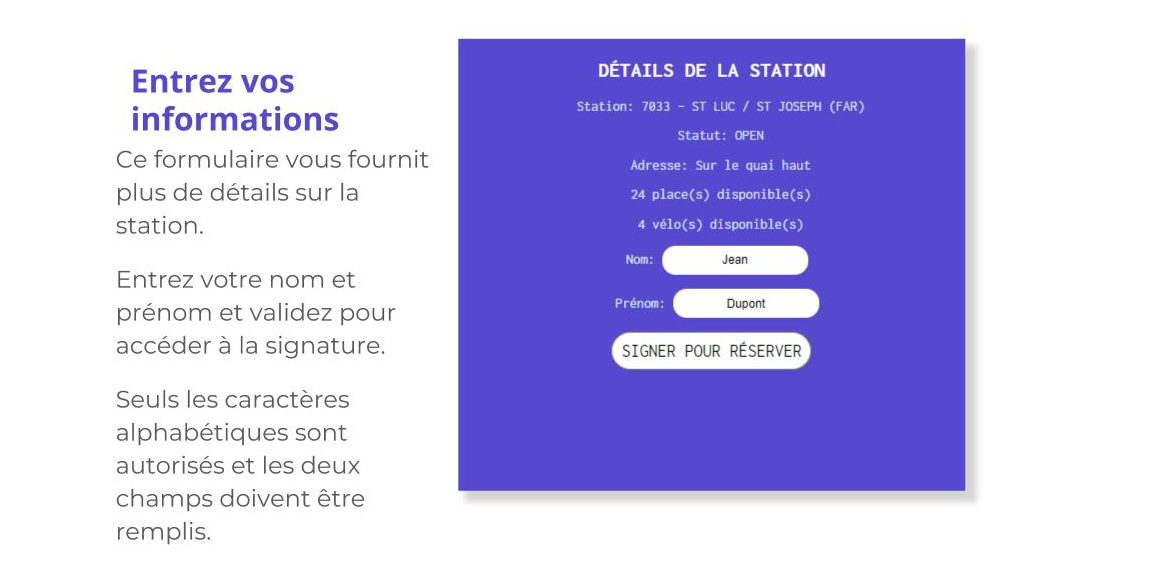 Entrez vos
informations
Ce formulaire vous fournit
plus de détails sur la
station.
Entrez votre nom et
prénom et validez pour
accéder à la signature.
Seuls les caractères
alphabétiques sont
autorisés et les deux
champs doivent être
remplis.
DÉTAILS DE LA STATION
Station: 7033 - ST LUC / ST JOSEPH (FAR)
Statut: OPEN
Adresse: Sur le quai haut
24 place(s) disponible(s)
4 vélo(s) disponible(s)
Nom: Jean
Prénom: Dupont
SIGNER POUR RÉSERVER